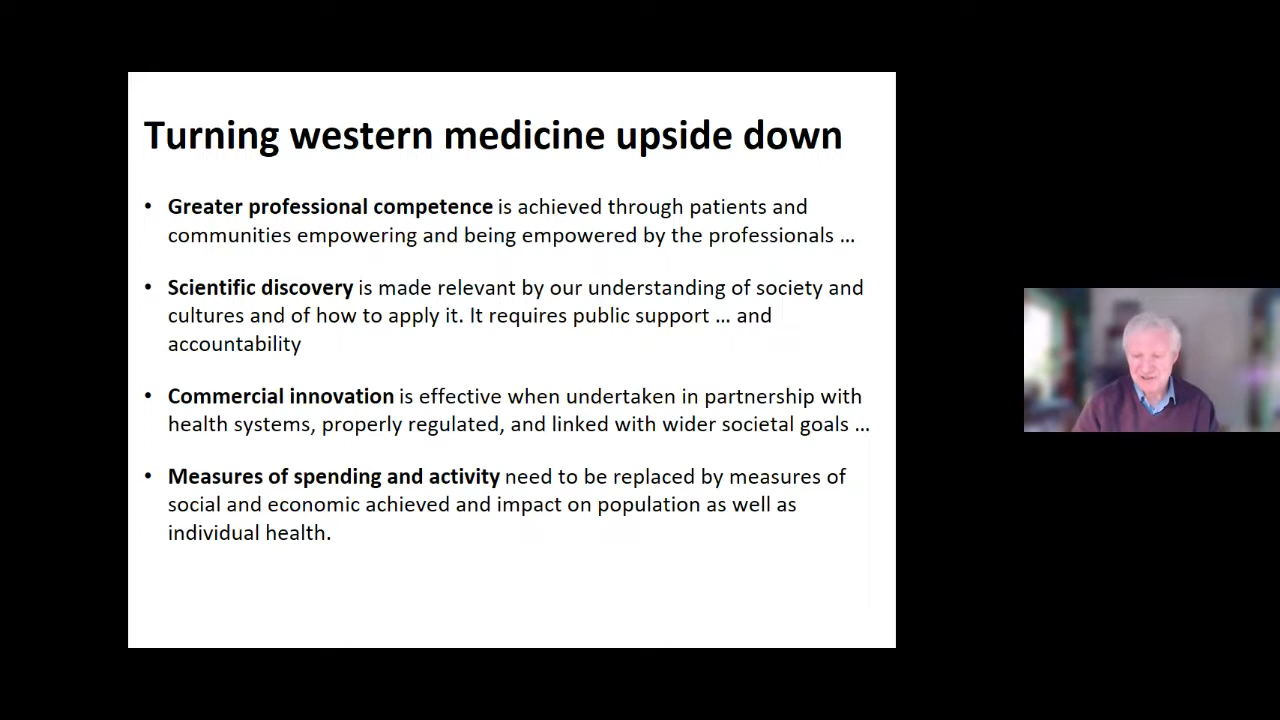 Turning western medicine upside down
• Greater professional competence is achieved through patients and
communities empowering and being empowered by the professionals ...
• Scientific discovery is made relevant by our understanding of society and
cultures and of how to apply it. It requires public support ... and
accountability
• Commercial innovation is effective when undertaken in partnership with
health systems, properly regulated, and linked with wider societal goals ...
• Measures of spending and activity need to be replaced by measures of
social and economic achieved and impact on population as well as
individual health.